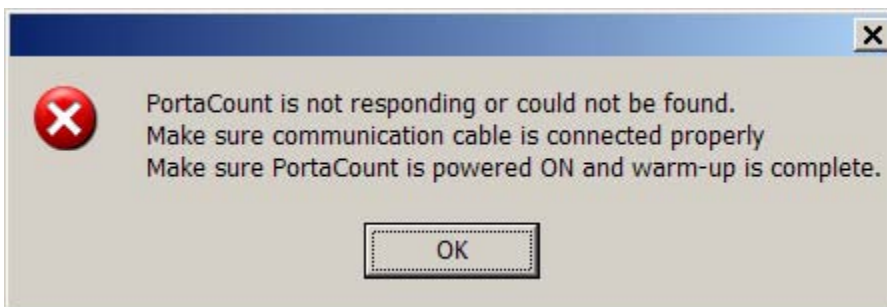 PortaCount is not responding or could not be found.
Make sure communication cable is connected properly
Make sure PortaCount is powered ON and warm-up is complete.
OK